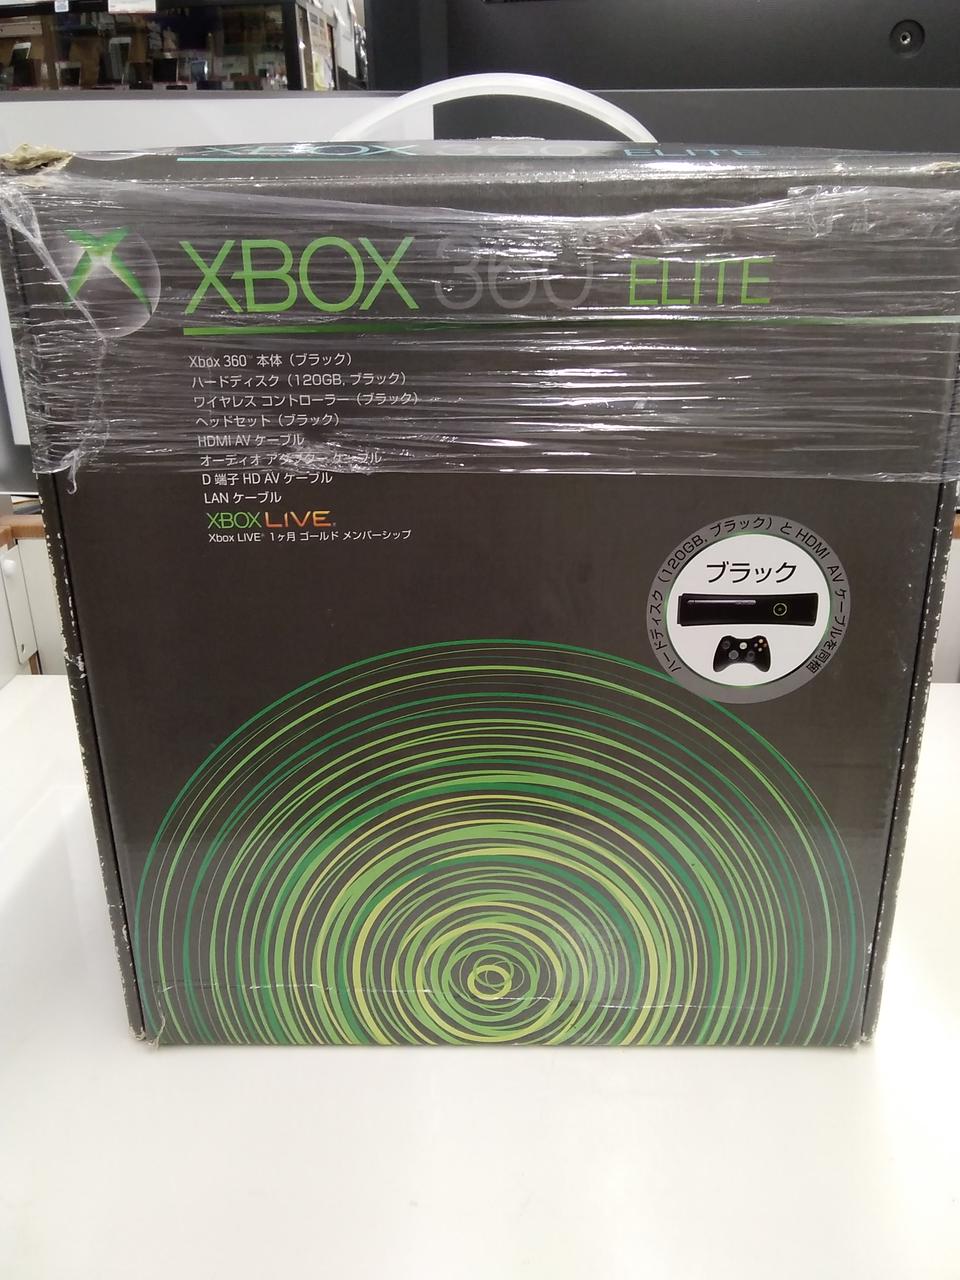 XBOX 360 ELITE
XBOX 360 ELITE
Xbox 360™ 本体（ブラック）
ハードディスク（120GB, ブラック）
ワイヤレス コントローラー（ブラック）
ヘッドセット（ブラック）
HDMI AV ケーブル
オーディオ アダプター ケーブル
D 端子 HD AV ケーブル
LAN ケーブル
XBOX LIVE®
Xbox LIVE® 1ヶ月 ゴールド メンバーシップ
ハードディスク（120GB, ブラック）と HDMI AV ケーブルを同梱
ブラック